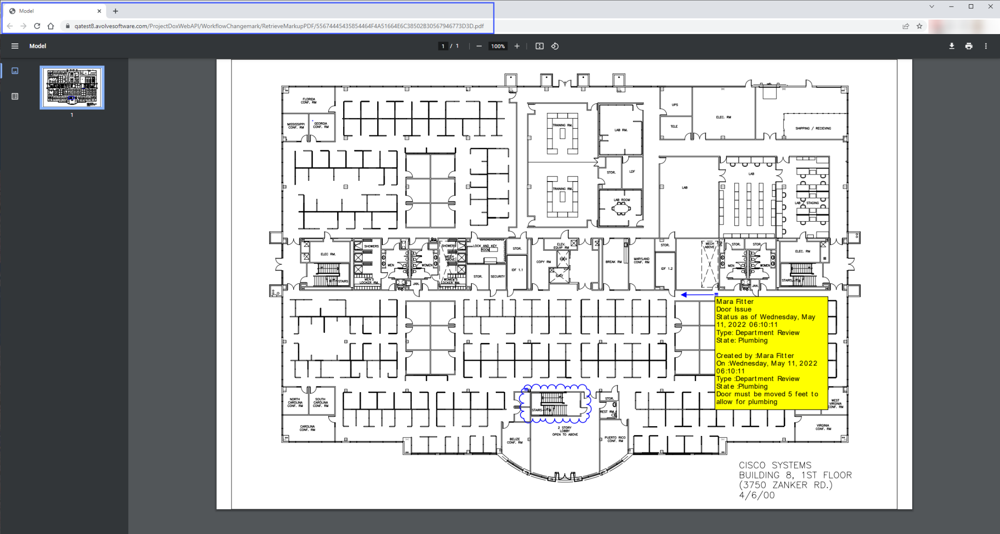 Model
qatest8.avolvesoftware.com/ProjectDoxWebAPI/WorkflowChangemark/RetrieveMarkupPDF/55674445435854464F4A51664E6C38502B30567946773D3D.pdf
Model
1 / 1
100%
1
FLORIDA
CONF. RM
MISSISSIPPI
CONF. RM
GEORGIA
CONF. RM
TRAINING RM.
LAB RM.
UPS
TELE
ELEC. RM
SHIPPING / RECIEVING
STOR.
LDF
TRAINING RM.
LAB ROOM
LAB
LAB
LAB / STAGING
ELEC RM.
STAIRS
SHOWERS
MEN'S
LOCKER RM.
MEN
WOMEN
JAN.
SHOWERS
MECH
ABOVE
WOMEN'S
LOCKER RM.
LOCK AND KEY
ROOM
STOR.
SECURITY
STOR.
IDF 1.1
COPY RM
ELEV.
EQUIP RM
ELEV
ELEV
BREAK RM
MARYLAND
CONF. RM
STOR.
IDF 1.2
MECH
ABOVE
STOR.
STOR.
MEN
WOMEN
JAN.
ELEC. RM
STAIRS
Mara Fitter
Door Issue
Status as of Wednesday, May
11, 2022 06:10:11
Type: Department Review
State: Plumbing
Created by :Mara Fitter
On :Wednesday, May 11, 2022
06:10:11
Type :Department Review
State :Plumbing
Door must be moved 5 feet to
allow for plumbing
NORTH
CAROLINA
CONF. RM
SOUTH
CAROLINA
CONF. RM
CAROLINA
CONF. RM
STAIRS
STOR.
REST RM.
2 STORY
LOBBY
OPEN TO ABOVE
BELIZE
CONF. RM
PUERTO RICO
CONF. RM
WEST
VIRGINIA
CONF. RM
VIRGINIA
CONF. RM
CISCO SYSTEMS
BUILDING 8, 1ST FLOOR
(3750 ZANKER RD.)
4/6/00